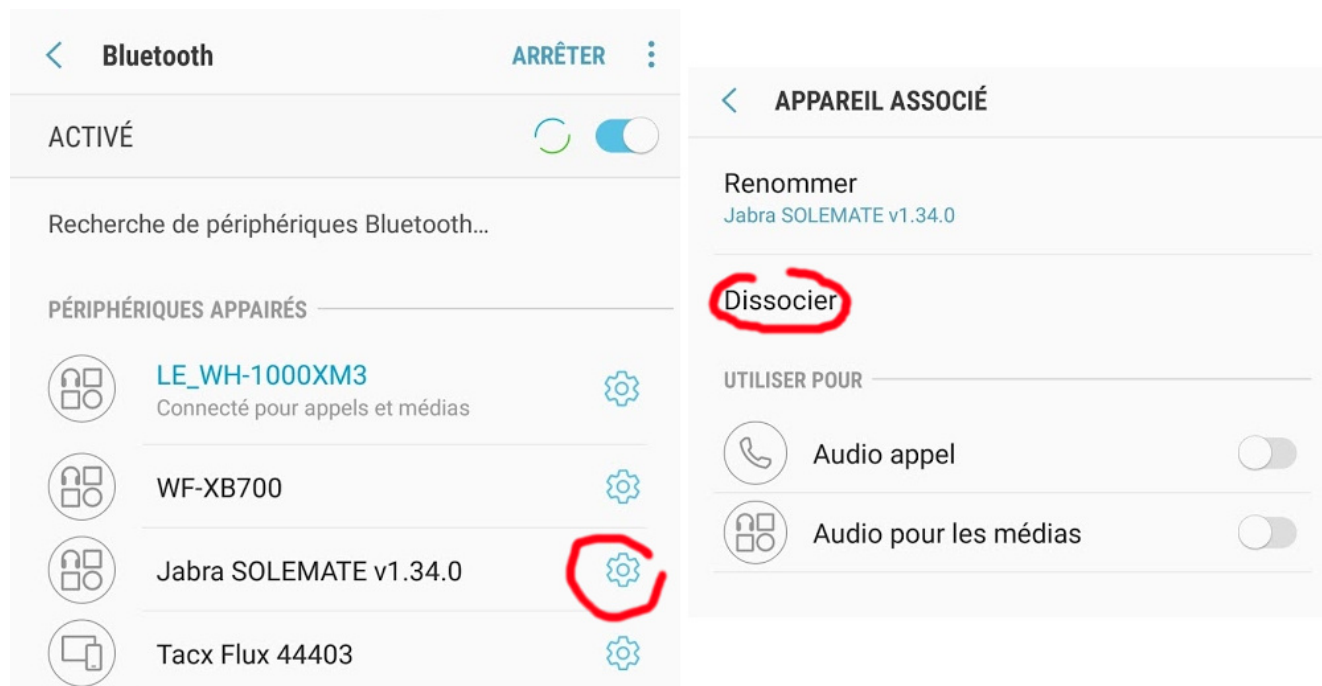 Bluetooth
ARRÊTER
ACTIVÉ
Recherche de périphériques Bluetooth...
PÉRIPHÉRIQUES APPAIRÉS
LE_WH-1000XM3
Connecté pour appels et médias
WF-XB700
Jabra SOLEMATE v1.34.0
Tacx Flux 44403
APPAREIL ASSOCIÉ
Renommer
Jabra SOLEMATE v1.34.0
Dissocier
UTILISER POUR
Audio appel
Audio pour les médias